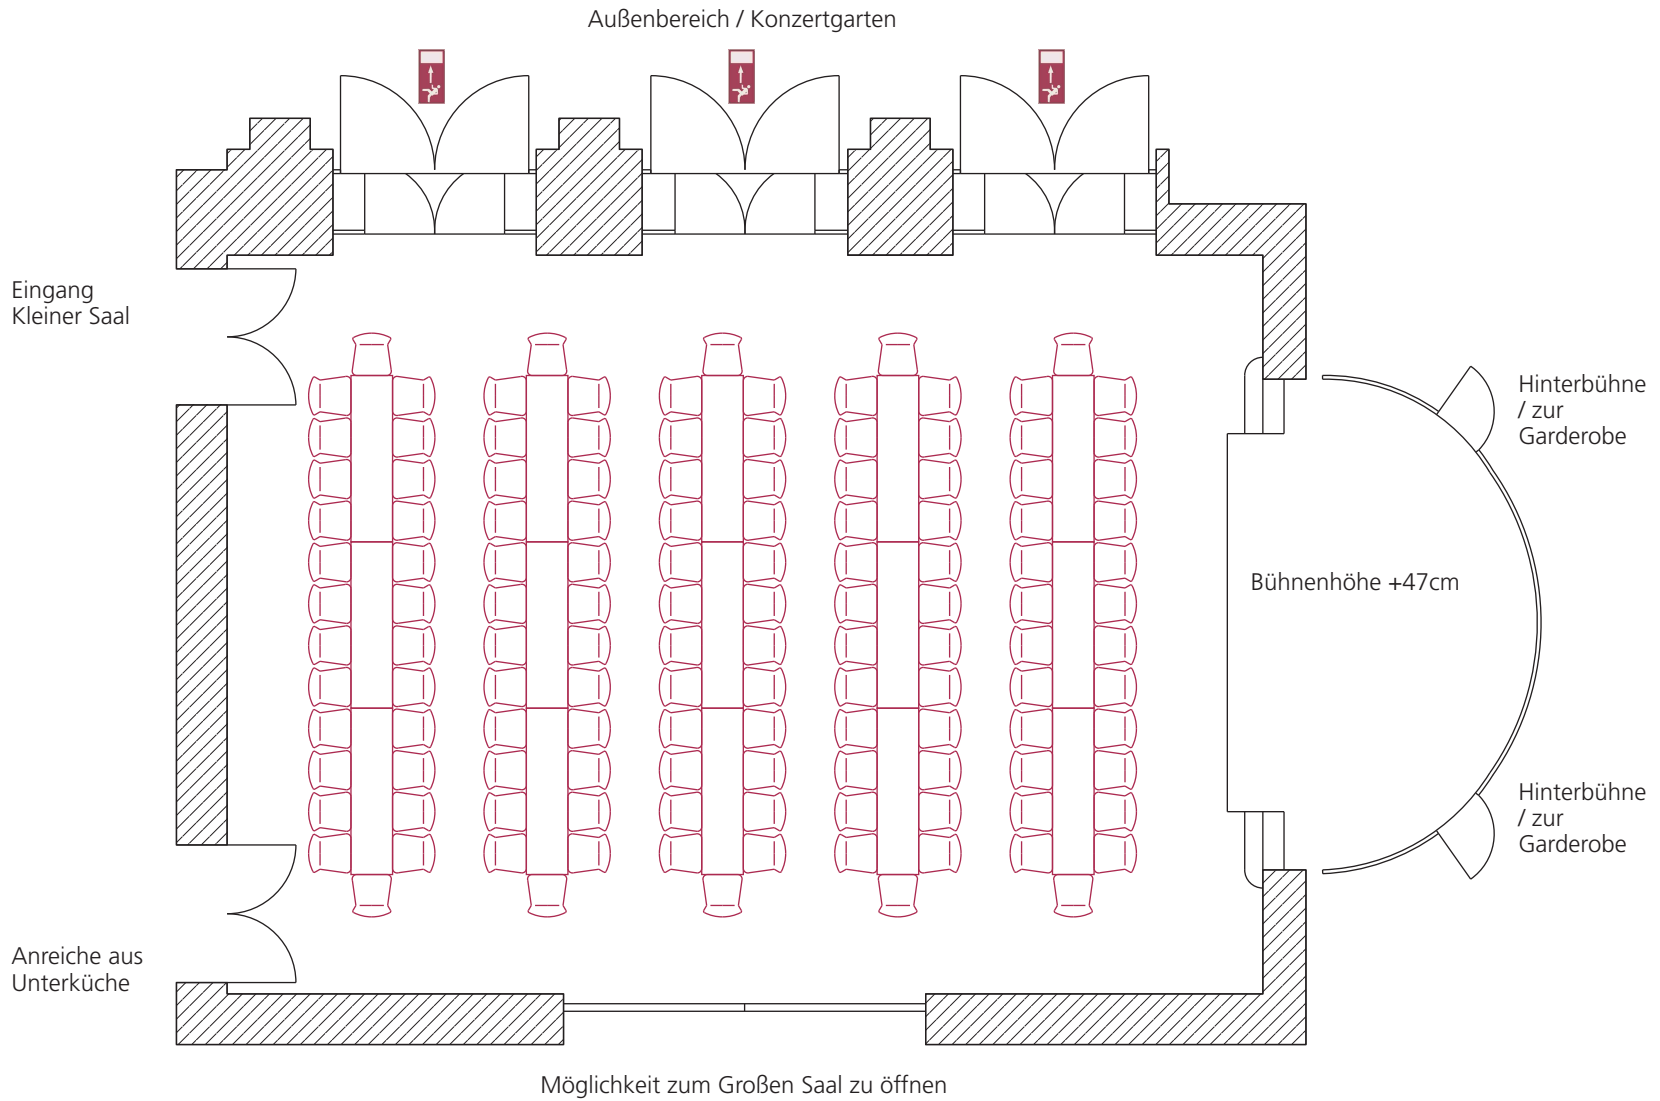 Außenbereich / Konzertgarten
Eingang
Kleiner Saal
Hinterbühne
/ zur
Garderobe
Bühnenhöhe +47cm
Hinterbühne
/ zur
Garderobe
Anreiche aus
Unterküche
Möglichkeit zum Großen Saal zu öffnen